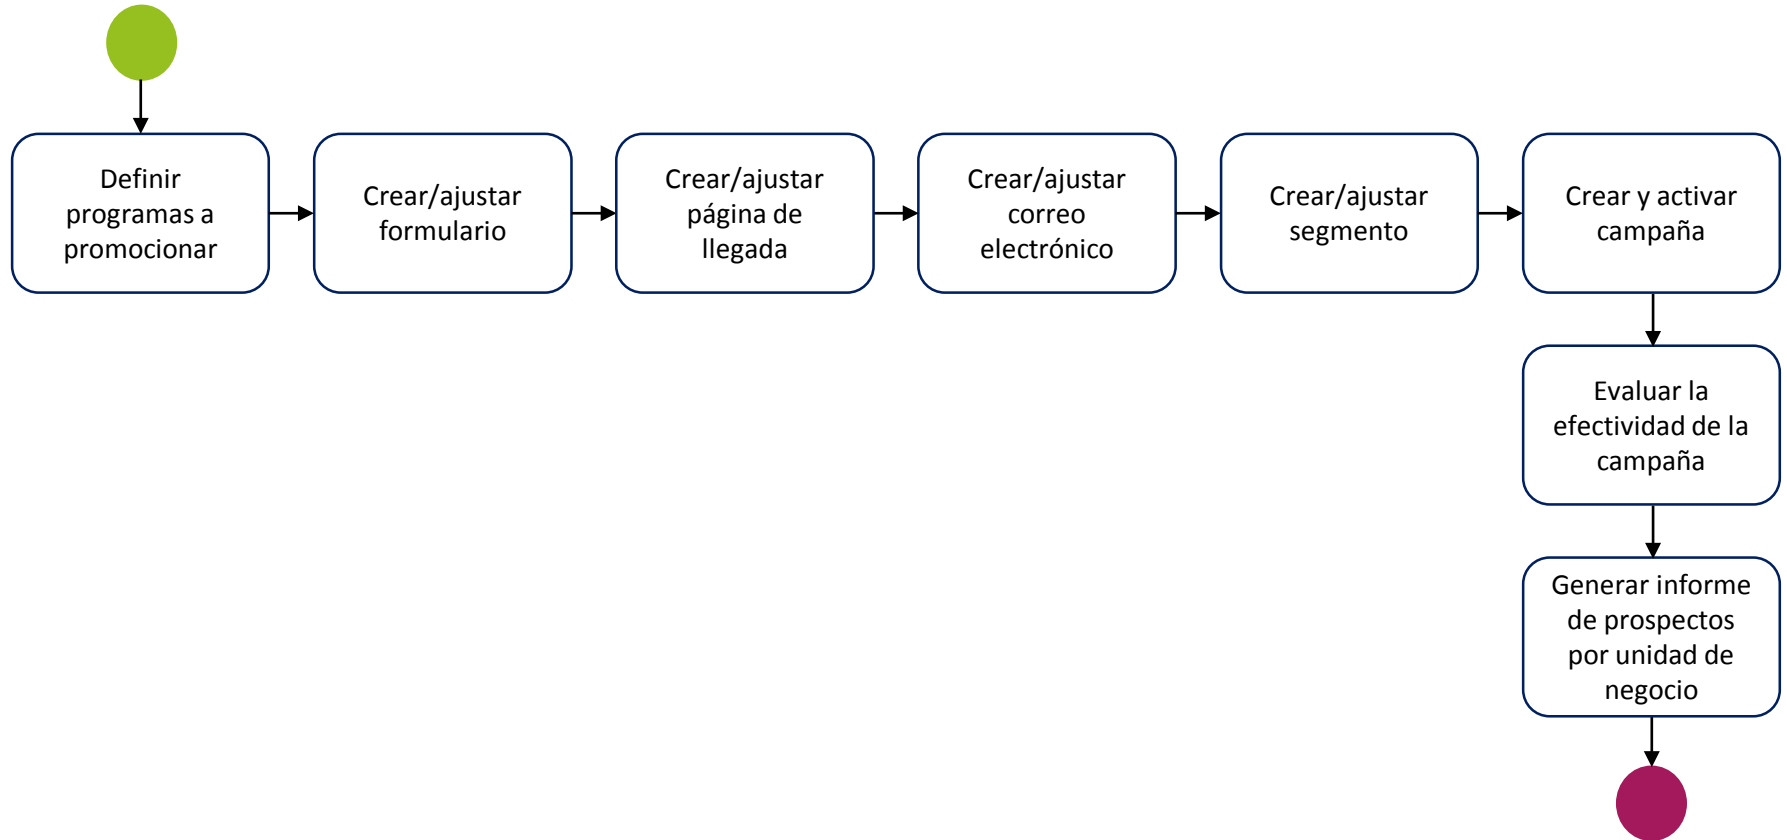 Definir
programas a
promocionar
Crear/ajustar
formulario
Crear/ajustar
página de
llegada
Crear/ajustar
correo
electrónico
Crear/ajustar
segmento
Crear y activar
campaña
Evaluar la
efectividad de la
campaña
Generar informe
de prospectos
por unidad de
negocio